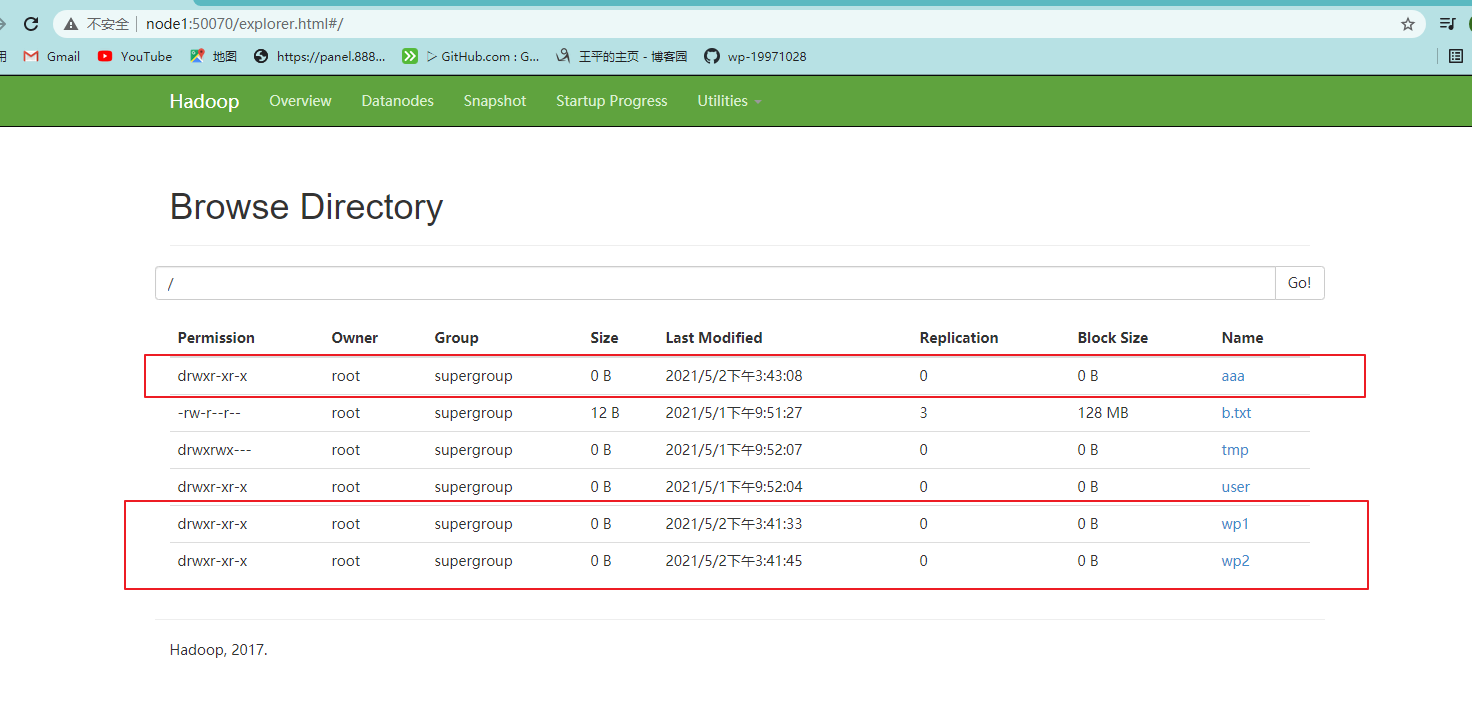 不安全 node1:50070/explorer.html#/
用 Gmail YouTube 地图 https://panel.888... ▷ GitHub.com : G... 王平的主页 - 博客园 wp-19971028
Hadoop Overview Datanodes Snapshot Startup Progress Utilities
Browse Directory
/ Go!
Permission Owner Group Size Last Modified Replication Block Size Name
drwxr-xr-x root supergroup 0 B 2021/5/2下午3:43:08 0 0 B aaa
-rw-r--r-- root supergroup 12 B 2021/5/1下午9:51:27 3 128 MB b.txt
drwxrwx--- root supergroup 0 B 2021/5/1下午9:52:07 0 0 B tmp
drwxr-xr-x root supergroup 0 B 2021/5/1下午9:52:04 0 0 B user
drwxr-xr-x root supergroup 0 B 2021/5/2下午3:41:33 0 0 B wp1
drwxr-xr-x root supergroup 0 B 2021/5/2下午3:41:45 0 0 B wp2
Hadoop, 2017.